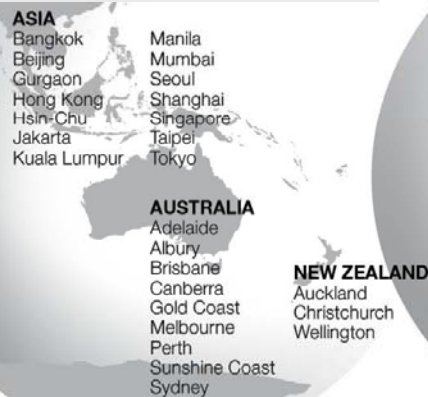 ASIA
Bangkok
Beijing
Gurgaon
Hong Kong
Hsin-Chu
Jakarta
Kuala Lumpur
Manila
Mumbai
Seoul
Shanghai
Singapore
Taipei
Tokyo
AUSTRALIA
Adelaide
Albury
Brisbane
Canberra
Gold Coast
Melbourne
Perth
Sunshine Coast
Sydney
NEW ZEALAND
Auckland
Christchurch
Wellington